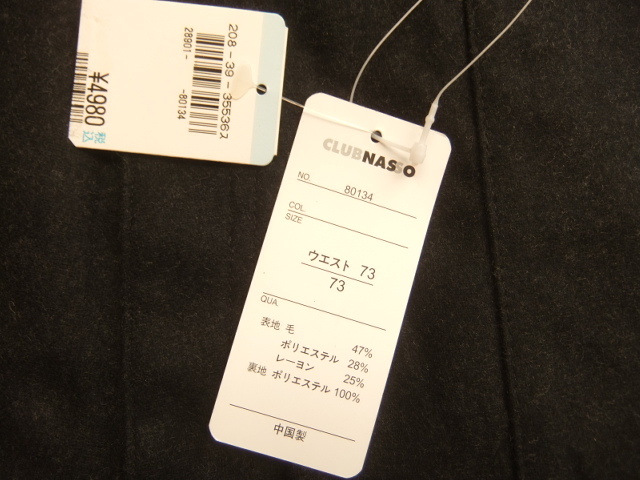 208-39-355367
28901-
-80134
¥4980 税込
CLUBNASSO
NO. 80134
COL.
SIZE
ウエスト 73
73
QUA.
表地 毛 47%
ポリエステル 28%
レーヨン 25%
裏地 ポリエステル 100%
中国製